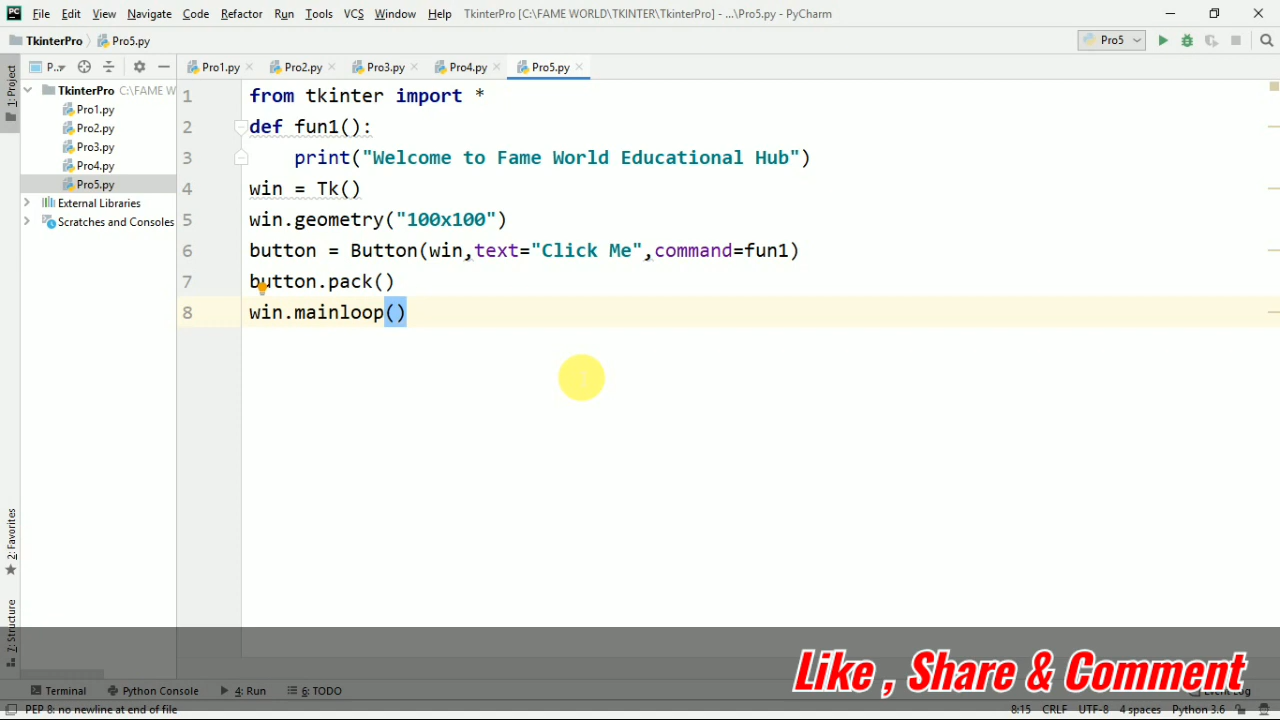 File Edit View Navigate Code Refactor Run Tools VCS Window Help TkinterPro [C:\FAME WORLD\TKINTER\TkinterPro] - ...\Pro5.py - PyCharm
TkinterPro Pro5.py Pro5
1: Project
P... Pro1.py Pro2.py Pro3.py Pro4.py Pro5.py
TkinterPro C:\FAME W
Pro1.py
Pro2.py
Pro3.py
Pro4.py
Pro5.py
External Libraries
Scratches and Consoles
1 from tkinter import *
2 def fun1():
3 print("Welcome to Fame World Educational Hub")
4 win = Tk()
5 win.geometry("100x100")
6 button = Button(win,text="Click Me",command=fun1)
7 button.pack()
8 win.mainloop()
2: Favorites
7: Structure
Like , Share & Comment
Terminal Python Console 4: Run 6: TODO Event Log
PEP 8: no newline at end of file 8:15 CRLF UTF-8 4 spaces Python 3.6